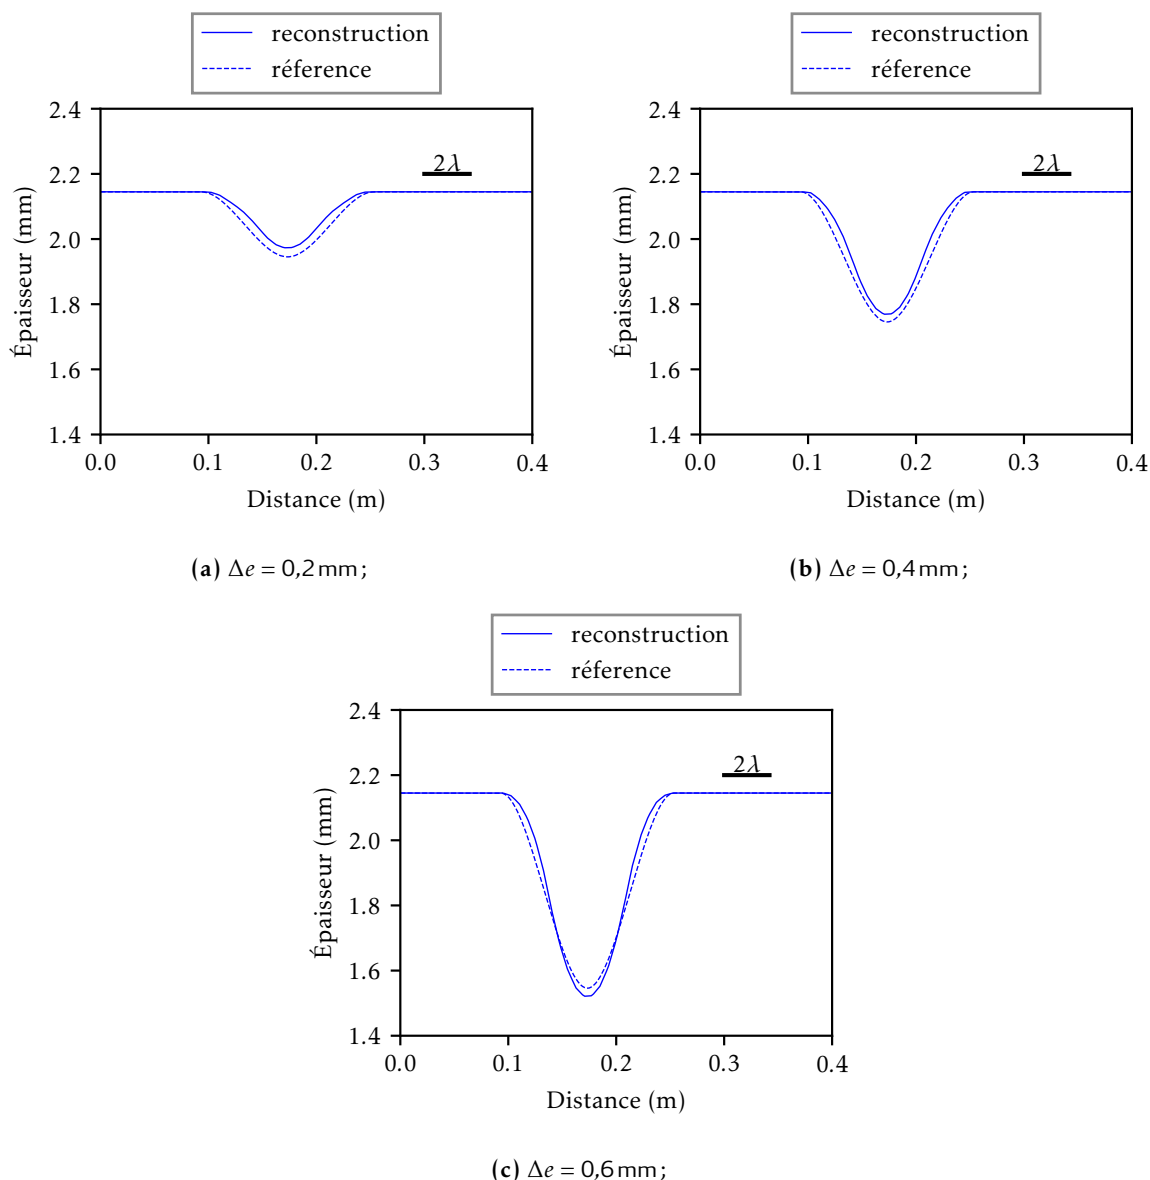 reconstruction
réference
2.4
2.2
2.0
1.8
1.6
1.4
Épaisseur (mm)
2λ
0.0 0.1 0.2 0.3 0.4
Distance (m)
(a) Δe = 0,2 mm ;
reconstruction
réference
2.4
2.2
2.0
1.8
1.6
1.4
Épaisseur (mm)
2λ
0.0 0.1 0.2 0.3 0.4
Distance (m)
(b) Δe = 0,4 mm ;
reconstruction
réference
2.4
2.2
2.0
1.8
1.6
1.4
Épaisseur (mm)
2λ
0.0 0.1 0.2 0.3 0.4
Distance (m)
(c) Δe = 0,6 mm ;